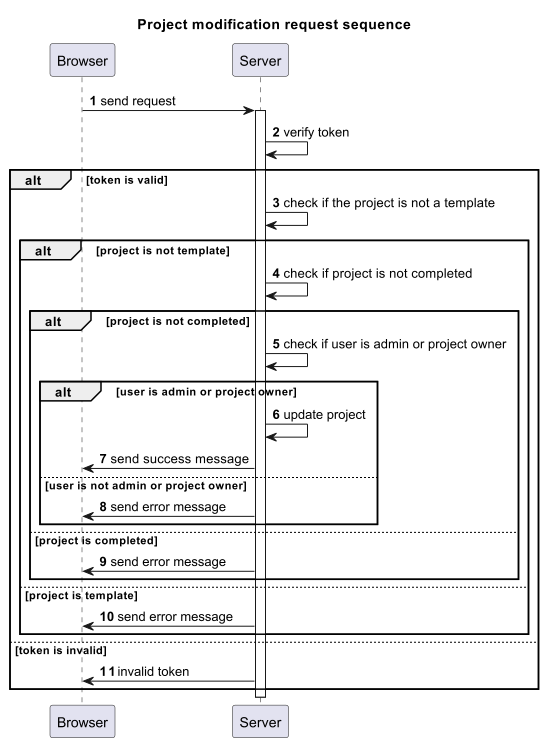 Project modification request sequence
Browser Server
1 send request
2 verify token
alt [token is valid]
3 check if the project is not a template
alt [project is not template]
4 check if project is not completed
alt [project is not completed]
5 check if user is admin or project owner
alt [user is admin or project owner]
6 update project
7 send success message
[user is not admin or project owner]
8 send error message
[project is completed]
9 send error message
[project is template]
10 send error message
[token is invalid]
11 invalid token
Browser Server